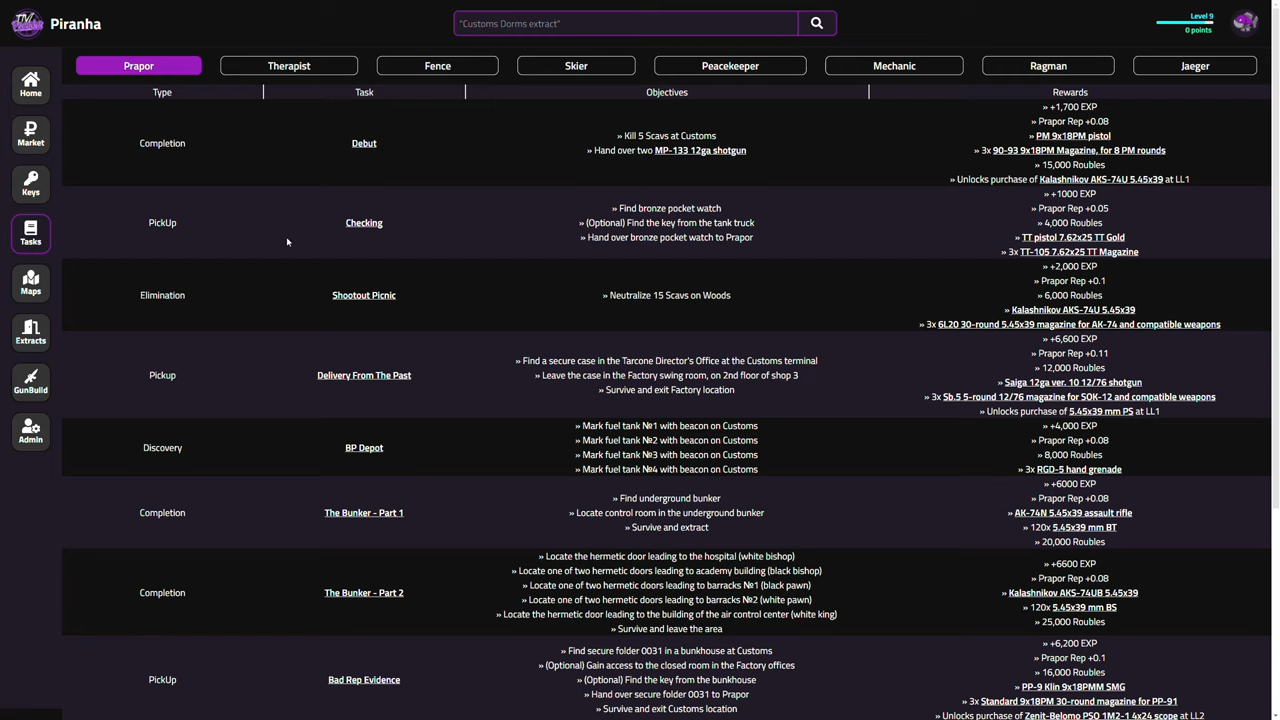 Piranha
"Customs Dorms extract"
Level 9
0 points
Home
Market
Keys
Tasks
Maps
Extracts
GunBuild
Admin
Prapor Therapist Fence Skier Peacekeeper Mechanic Ragman Jaeger
Type Task Objectives Rewards
Completion
Debut
» Kill 5 Scavs at Customs
» Hand over two MP-133 12ga shotgun
» +1,700 EXP
» Prapor Rep +0.08
» PM 9x18PM pistol
» 3x 90-93 9x18PM Magazine, for 8 PM rounds
» 15,000 Roubles
» Unlocks purchase of Kalashnikov AKS-74U 5.45x39 at LL1
PickUp
Checking
» Find bronze pocket watch
» (Optional) Find the key from the tank truck
» Hand over bronze pocket watch to Prapor
» +1000 EXP
» Prapor Rep +0.05
» 4,000 Roubles
» TT pistol 7.62x25 TT Gold
» 3x TT-105 7.62x25 TT Magazine
Elimination
Shootout Picnic
» Neutralize 15 Scavs on Woods
» +2,000 EXP
» Prapor Rep +0.1
» 6,000 Roubles
» Kalashnikov AKS-74U 5.45x39
» 3x 6L20 30-round 5.45x39 magazine for AK-74 and compatible weapons
Pickup
Delivery From The Past
» Find a secure case in the Tarcone Director's Office at the Customs terminal
» Leave the case in the Factory swing room, on 2nd floor of shop 3
» Survive and exit Factory location
» +6,600 EXP
» Prapor Rep +0.11
» 12,000 Roubles
» Saiga 12ga ver. 10 12/76 shotgun
» 3x Sb.5 5-round 12/76 magazine for SOK-12 and compatible weapons
» Unlocks purchase of 5.45x39 mm PS at LL1
Discovery
BP Depot
» Mark fuel tank №1 with beacon on Customs
» Mark fuel tank №2 with beacon on Customs
» Mark fuel tank №3 with beacon on Customs
» Mark fuel tank №4 with beacon on Customs
» +4,000 EXP
» Prapor Rep +0.08
» 8,000 Roubles
» 3x RGD-5 hand grenade
Completion
The Bunker - Part 1
» Find underground bunker
» Locate control room in the underground bunker
» Survive and extract
» +6000 EXP
» Prapor Rep +0.08
» AK-74N 5.45x39 assault rifle
» 120x 5.45x39 mm BT
» 20,000 Roubles
Completion
The Bunker - Part 2
» Locate the hermetic door leading to the hospital (white bishop)
» Locate one of two hermetic doors leading to academy building (black bishop)
» Locate one of two hermetic doors leading to barracks №1 (black pawn)
» Locate one of two hermetic doors leading to barracks №2 (white pawn)
» Locate the hermetic door leading to the building of the air control center (white king)
» Survive and leave the area
» +6600 EXP
» Prapor Rep +0.08
» Kalashnikov AKS-74UB 5.45x39
» 120x 5.45x39 mm BS
» 25,000 Roubles
PickUp
Bad Rep Evidence
» Find secure folder 0031 in a bunkhouse at Customs
» (Optional) Gain access to the closed room in the Factory offices
» (Optional) Find the key from the bunkhouse
» Hand over secure folder 0031 to Prapor
» Survive and exit Customs location
» +6,200 EXP
» Prapor Rep +0.1
» 16,000 Roubles
» PP-9 Klin 9x18PMM SMG
» 3x Standard 9x18PM 30-round magazine for PP-91
» Unlocks purchase of Zenit-Belomo PSO 1M2-1 4x24 scope at LL2